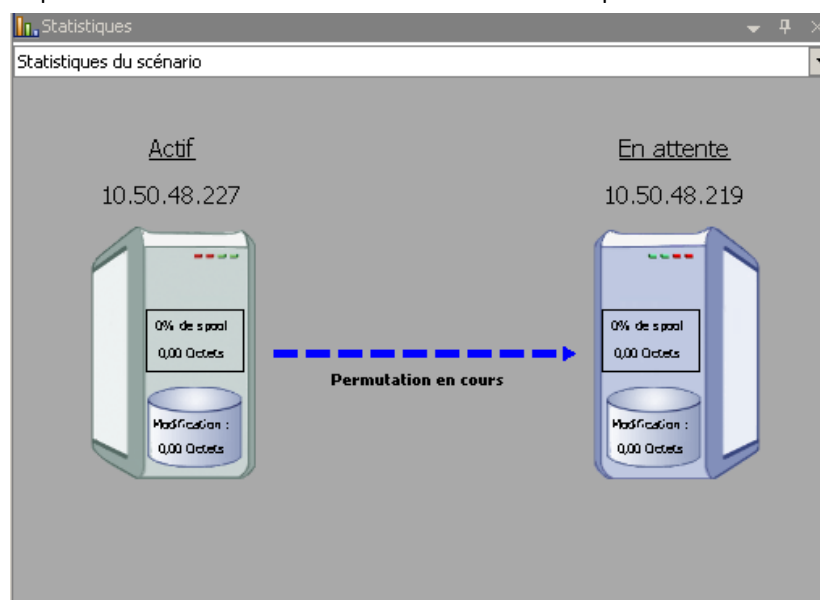 Statistiques
Statistiques du scénario
Actif
En attente
10.50.48.227
10.50.48.219
0% de spool
0,00 Octets
0% de spool
0,00 Octets
Permutation en cours
Modification :
0,00 Octets
Modification :
0,00 Octets